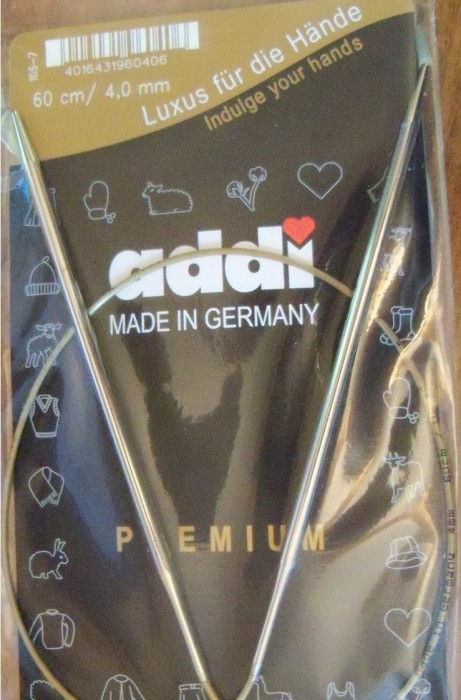 105-7
4016431960406
60 cm/ 4,0 mm
Luxus für die Hände
Indulge your hands
addi
MADE IN GERMANY
PREMIUM